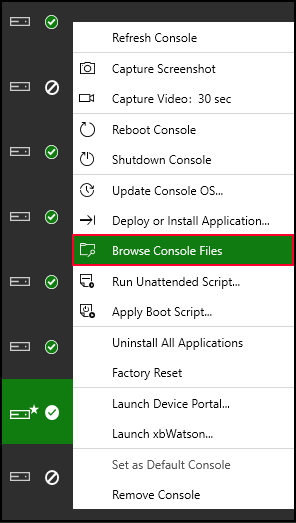 Refresh Console
Capture Screenshot
Capture Video: 30 sec
Reboot Console
Shutdown Console
Update Console OS...
Deploy or Install Application...
Browse Console Files
Run Unattended Script...
Apply Boot Script...
Uninstall All Applications
Factory Reset
Launch Device Portal...
Launch xbWatson...
Set as Default Console
Remove Console